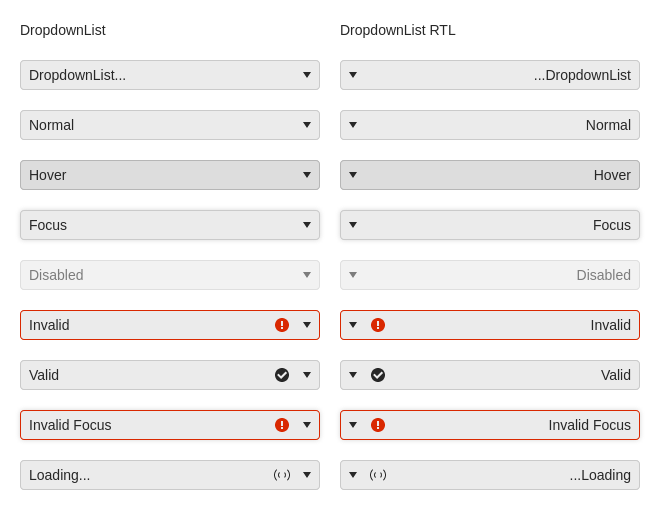 DropdownList
DropdownList RTL
DropdownList...
...DropdownList
Normal
Normal
Hover
Hover
Focus
Focus
Disabled
Disabled
Invalid
Invalid
Valid
Valid
Invalid Focus
Invalid Focus
Loading...
...Loading